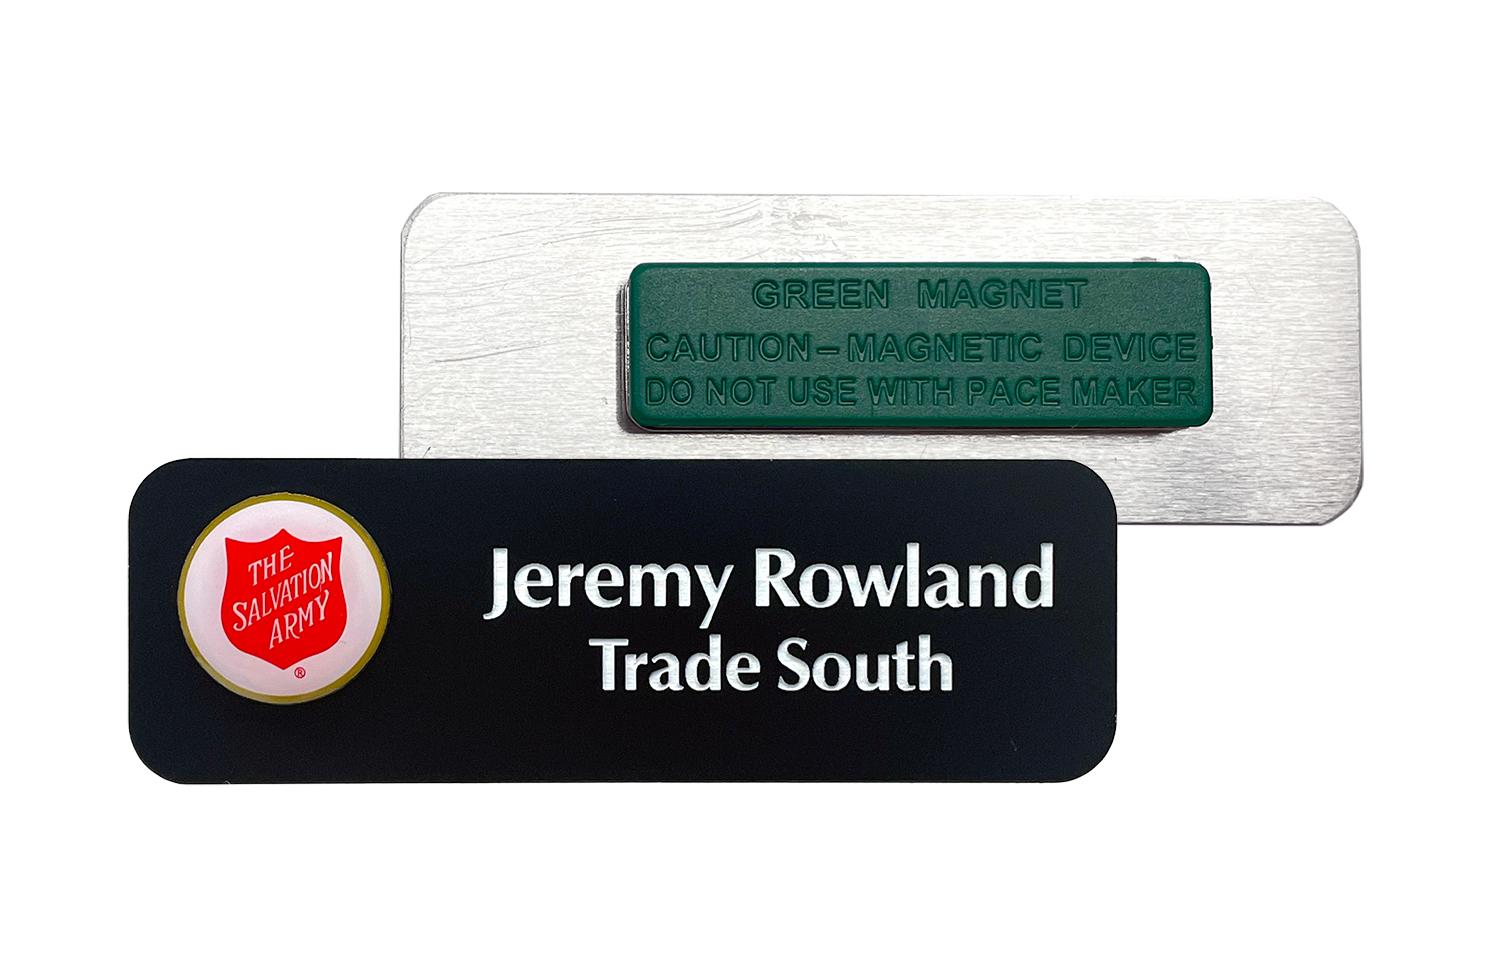 GREEN MAGNET
CAUTION – MAGNETIC DEVICE
DO NOT USE WITH PACE MAKER
THE
SALVATION
ARMY
®
Jeremy Rowland
Trade South